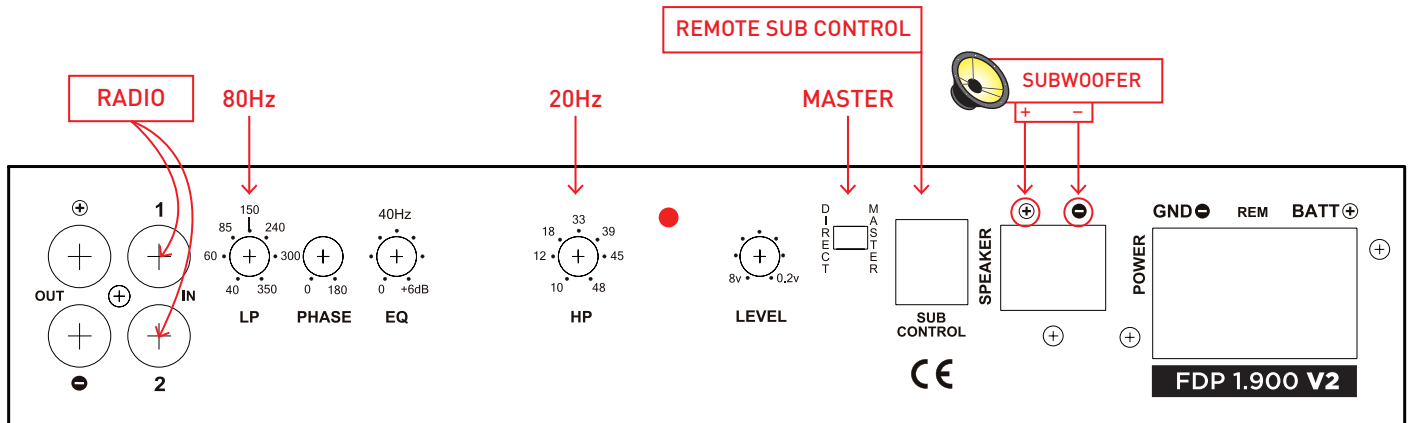 REMOTE SUB CONTROL
SUBWOOFER
+ −
RADIO
80Hz
20Hz
MASTER
⊕ 1
OUT IN
⊖ 2
40 60 85 150 240 300 350
LP
0 180
PHASE
40Hz
0 +6dB
EQ
10 12 18 33 39 45 48
HP
8v 0.2v
LEVEL
DIRECT
MASTER
SUB
CONTROL
CE
SPEAKER
⊕ ⊖
POWER
GND⊖ REM BATT⊕
FDP 1.900 V2